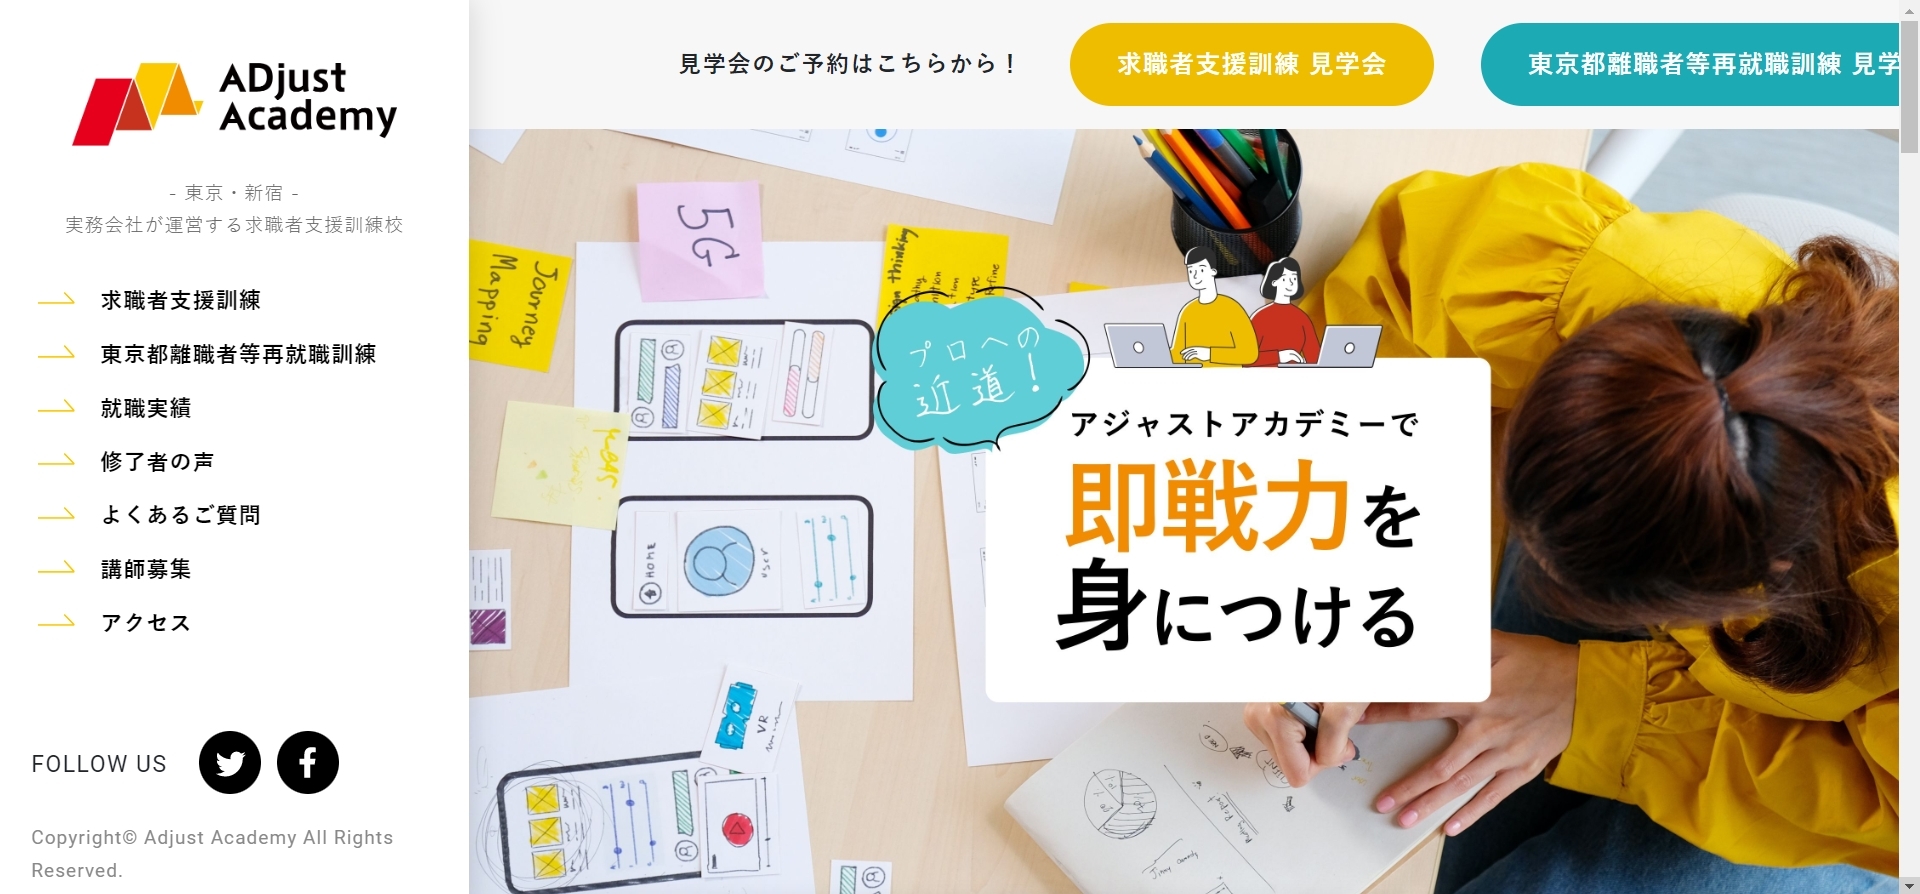 ADjust
Academy
- 東京・新宿 -
実務会社が運営する求職者支援訓練校
求職者支援訓練
東京都離職者等再就職訓練
就職実績
修了者の声
よくあるご質問
講師募集
アクセス
FOLLOW US
Copyright© Adjust Academy All Rights
Reserved.
見学会のご予約はこちらから！
求職者支援訓練 見学会
東京都離職者等再就職訓練 見学
5G
Journey
Mapping
thinking
プロへの
近道！
アジャストアカデミーで
即戦力を
身につける
HOME
VR